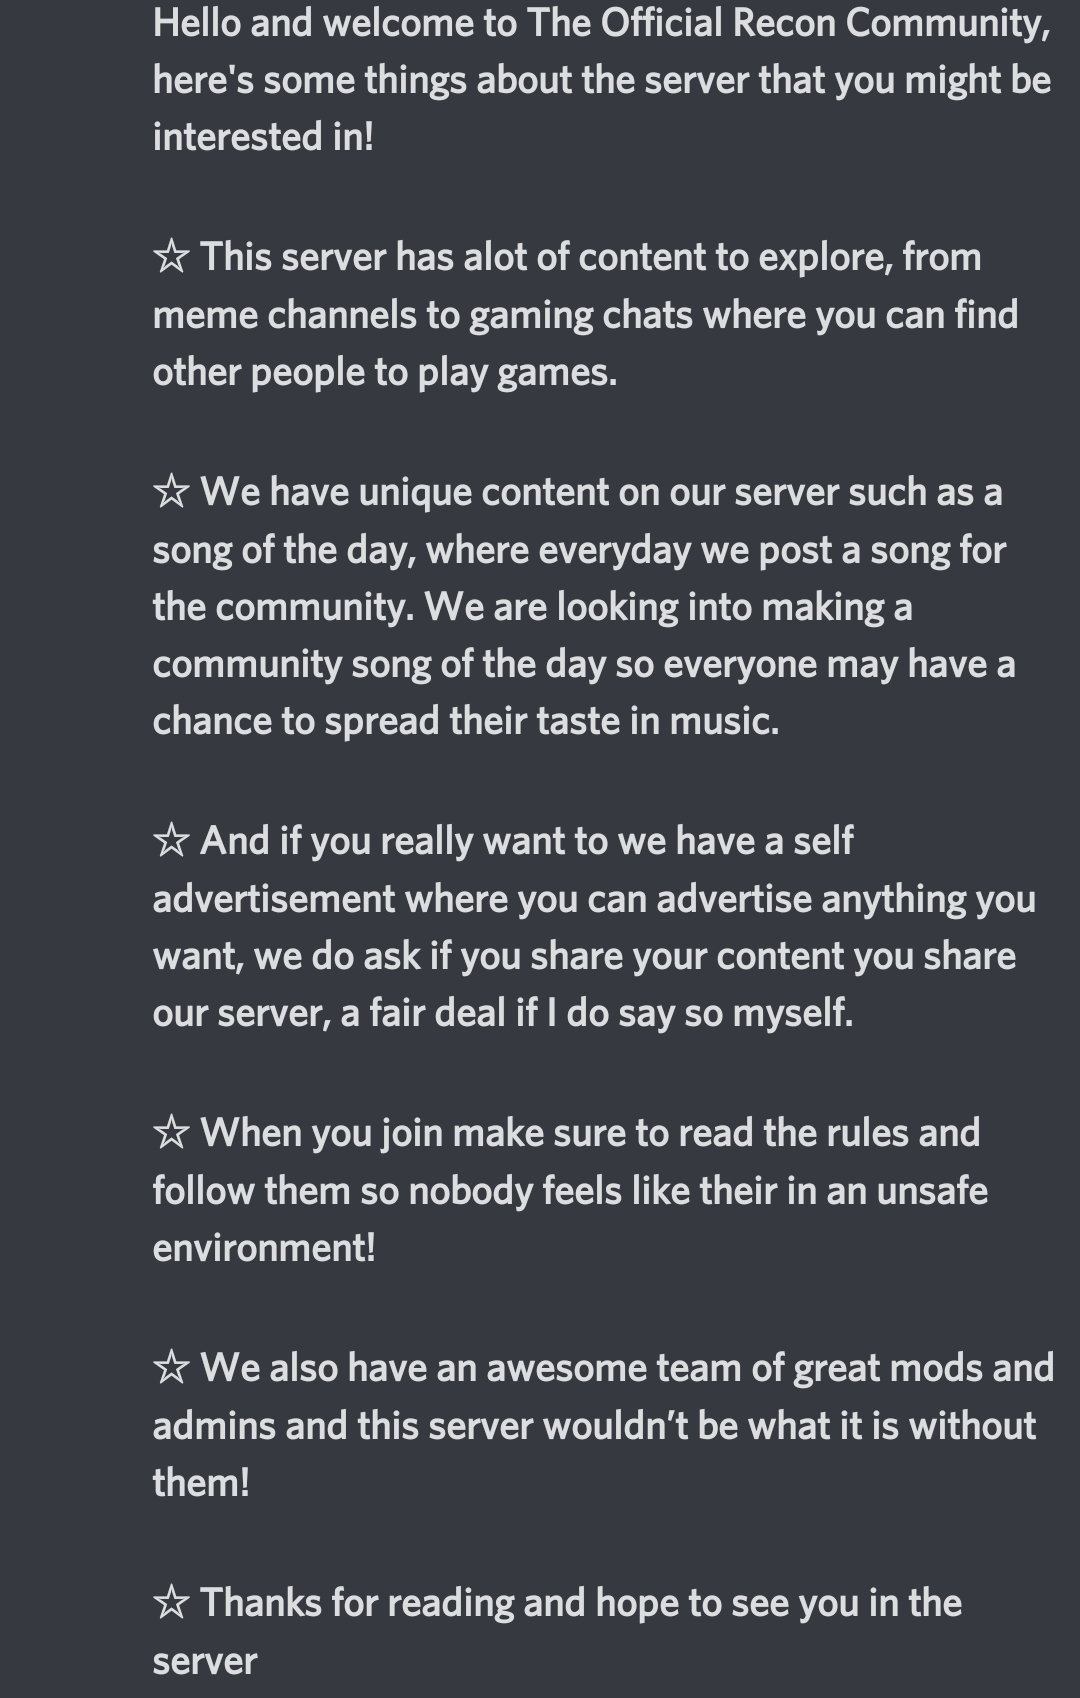 Hello and welcome to The Official Recon Community,
here's some things about the server that you might be
interested in!
☆ This server has alot of content to explore, from
meme channels to gaming chats where you can find
other people to play games.
☆ We have unique content on our server such as a
song of the day, where everyday we post a song for
the community. We are looking into making a
community song of the day so everyone may have a
chance to spread their taste in music.
☆ And if you really want to we have a self
advertisement where you can advertise anything you
want, we do ask if you share your content you share
our server, a fair deal if I do say so myself.
☆ When you join make sure to read the rules and
follow them so nobody feels like their in an unsafe
environment!
☆ We also have an awesome team of great mods and
admins and this server wouldn’t be what it is without
them!
☆ Thanks for reading and hope to see you in the
server